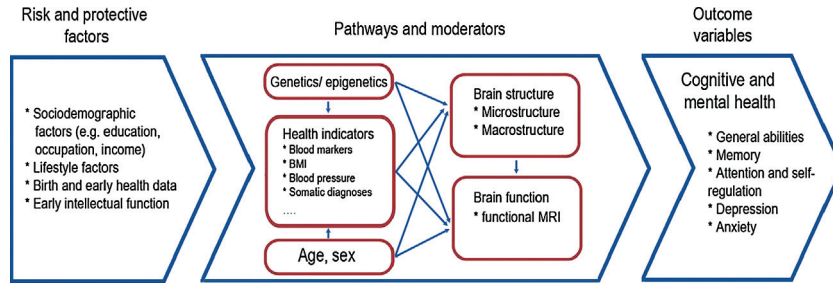 Risk and protective
factors
* Sociodemographic
factors (e.g. education,
occupation, income)
* Lifestyle factors
* Birth and early health data
* Early intellectual function
Pathways and moderators
Genetics/ epigenetics
Health indicators
* Blood markers
* BMI
* Blood pressure
* Somatic diagnoses
....
Age, sex
Brain structure
* Microstructure
* Macrostructure
Brain function
* functional MRI
Outcome
variables
Cognitive and
mental health
* General abilities
* Memory
* Attention and self-
regulation
* Depression
* Anxiety